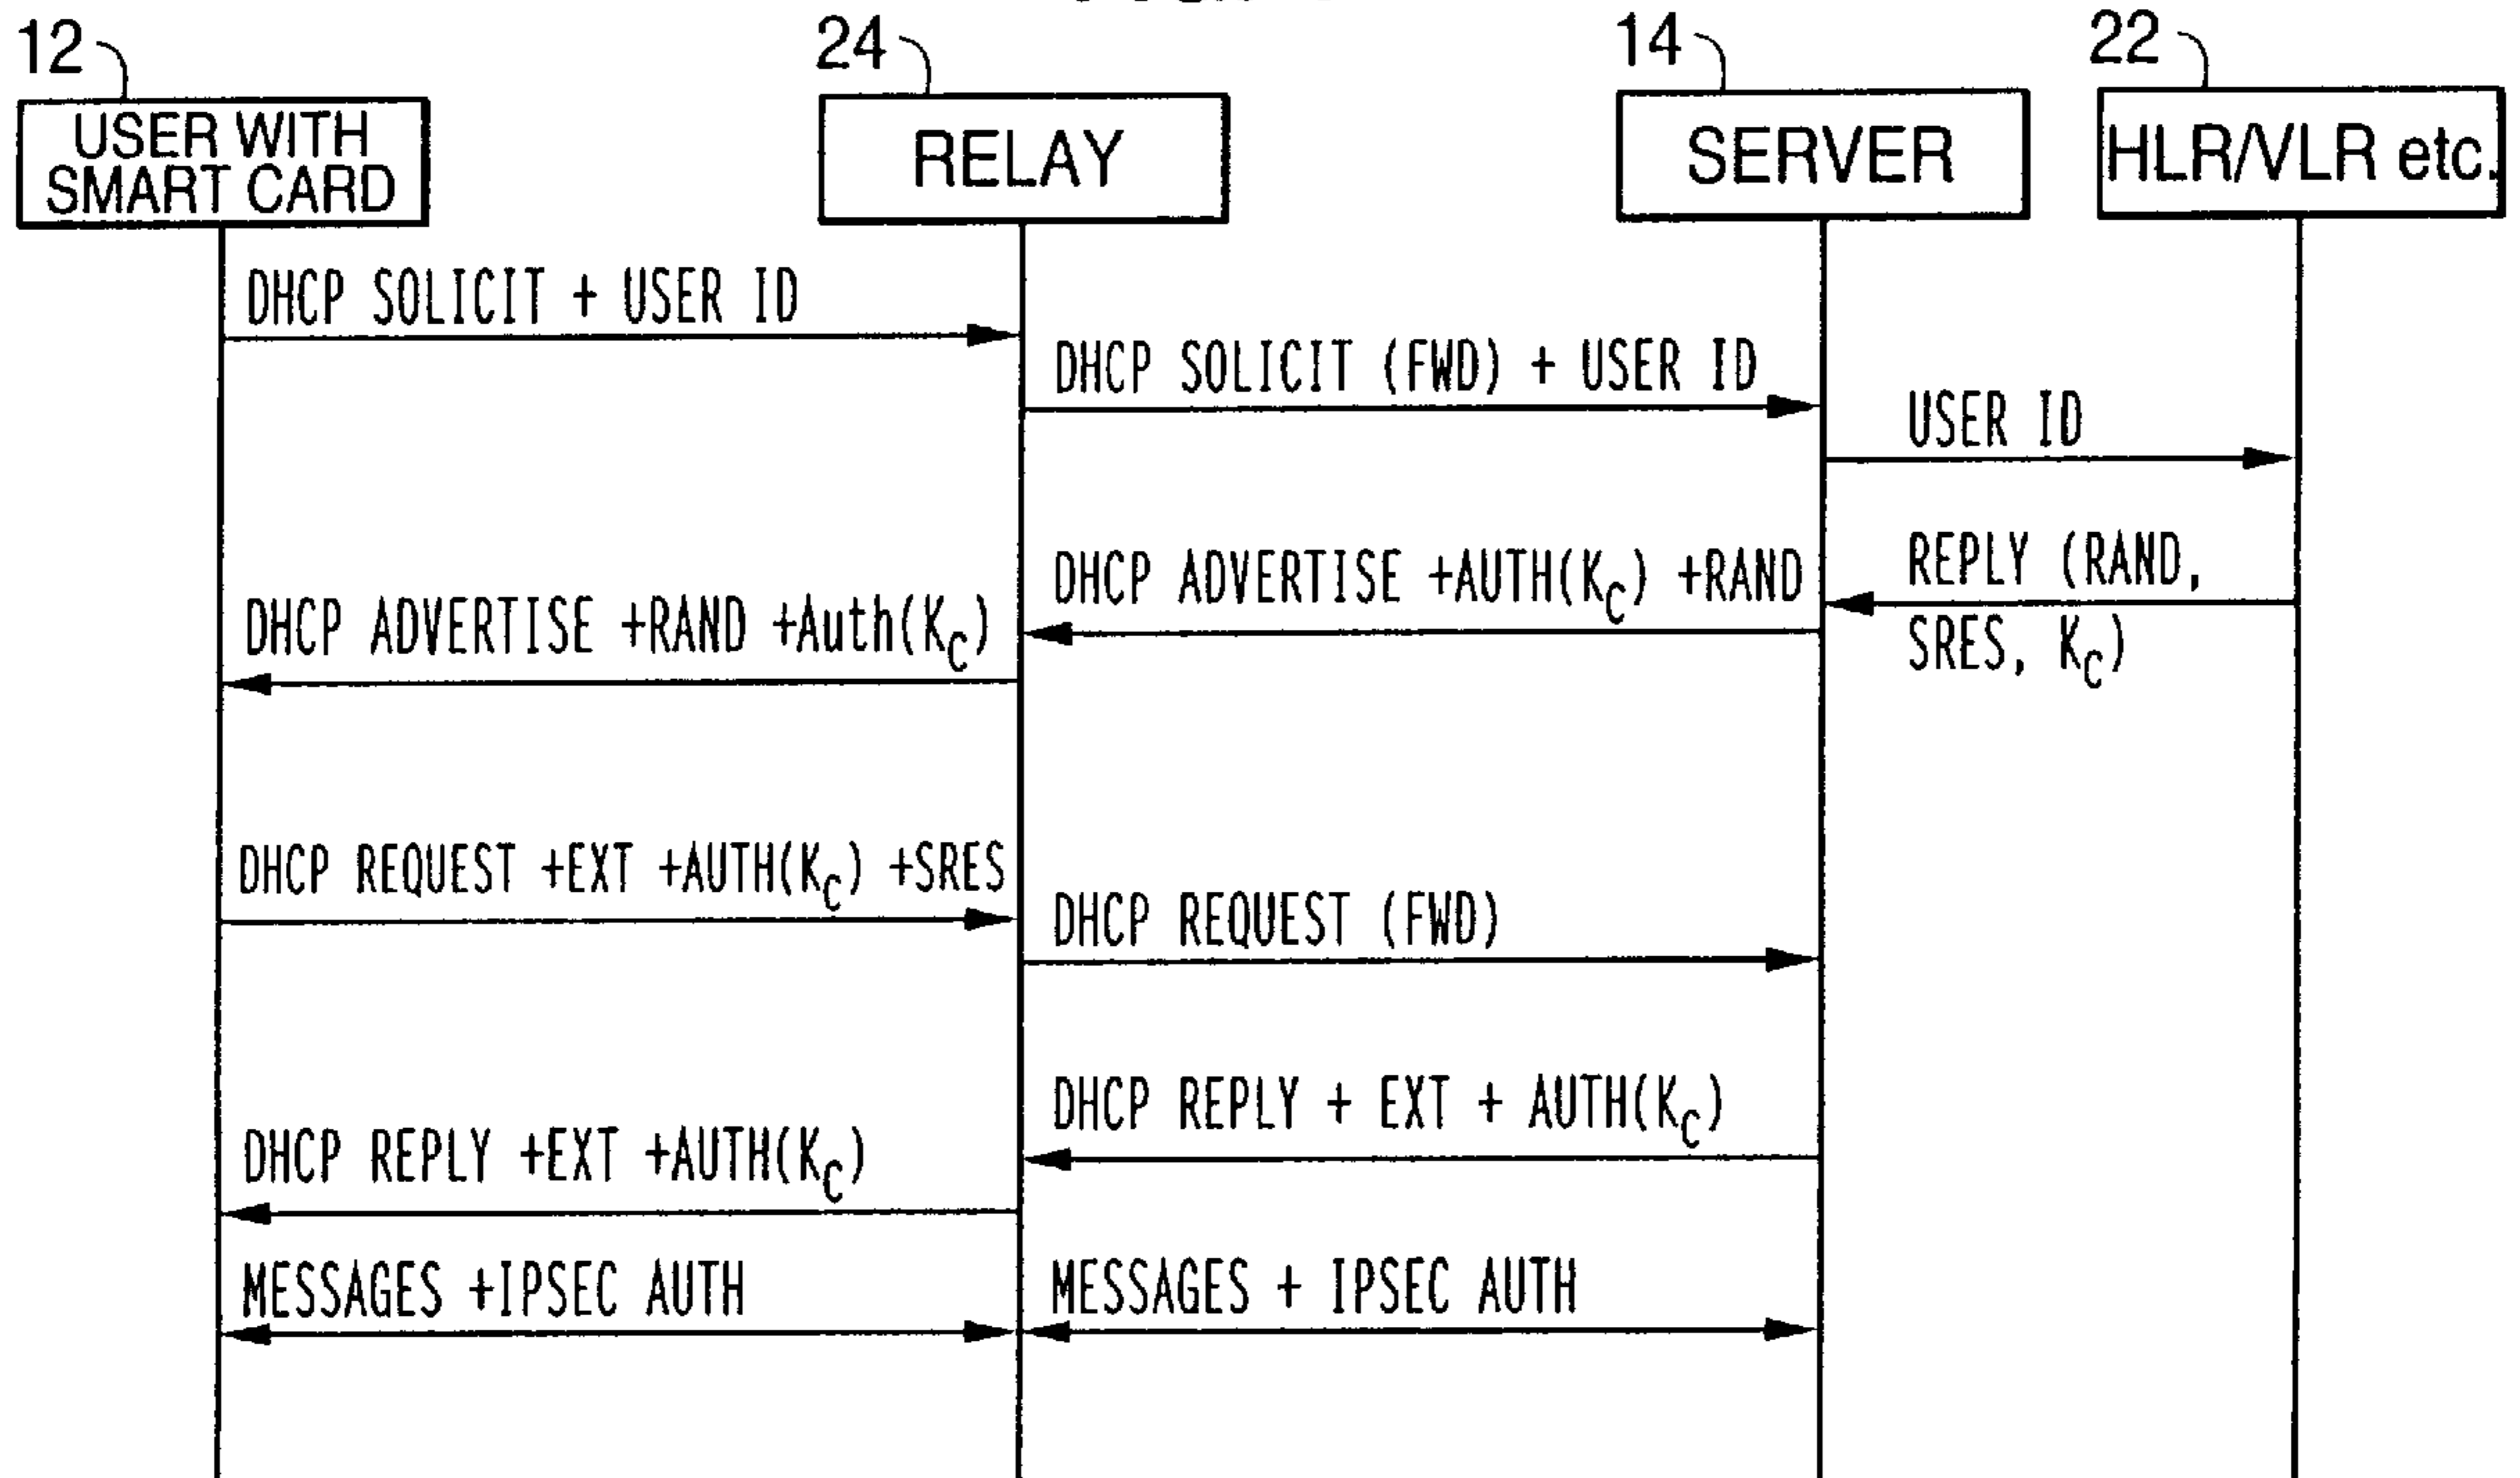 12
24
14
22
USER WITH
SMART CARD
RELAY
SERVER
HLR/VLR etc.
DHCP SOLICIT + USER ID
DHCP SOLICIT (FWD) + USER ID
USER ID
REPLY (RAND,
SRES, KC)
DHCP ADVERTISE +AUTH(KC) +RAND
DHCP ADVERTISE +RAND +Auth(KC)
DHCP REQUEST +EXT +AUTH(KC) +SRES
DHCP REQUEST (FWD)
DHCP REPLY + EXT + AUTH(KC)
DHCP REPLY +EXT +AUTH(KC)
MESSAGES +IPSEC AUTH
MESSAGES + IPSEC AUTH